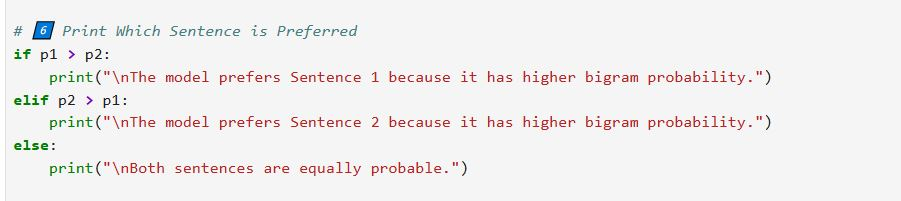 # 6️⃣ Print Which Sentence is Preferred
if p1 > p2:
    print("\nThe model prefers Sentence 1 because it has higher bigram probability.")
elif p2 > p1:
    print("\nThe model prefers Sentence 2 because it has higher bigram probability.")
else:
    print("\nBoth sentences are equally probable.")